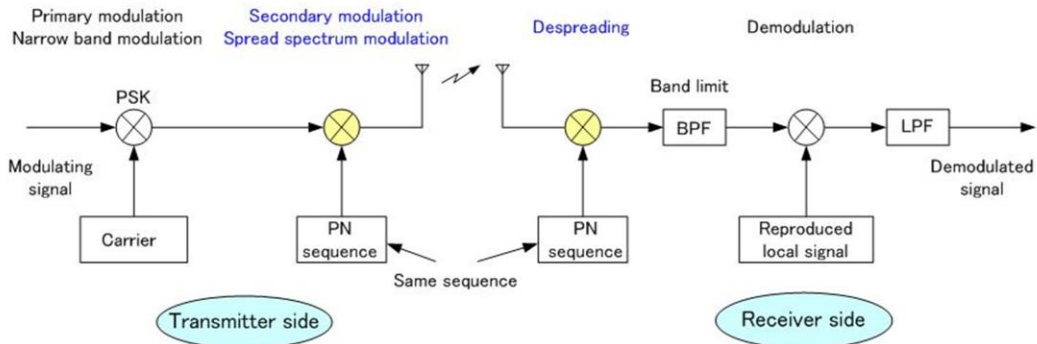 Primary modulation
Narrow band modulation
Secondary modulation
Spread spectrum modulation
Despreading
Demodulation
PSK
Band limit
BPF
LPF
Modulating
signal
Demodulated
signal
Carrier
PN
sequence
PN
sequence
Reproduced
local signal
Same sequence
Transmitter side
Receiver side